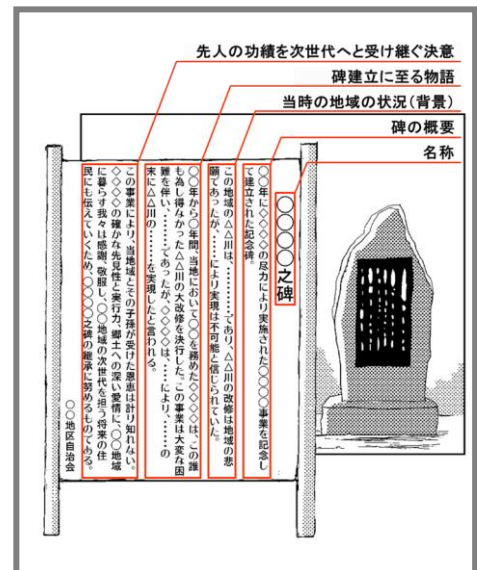 先人の功績を次世代へと受け継ぐ決意
碑建立に至る物語
当時の地域の状況(背景)
碑の概要
名称
○○○○之碑
○○年に◇◇◇◇の尽力により実施された○○○○事業を記念し
て建立された記念碑。
この地域の△△川は、…………であり、△△川の改修は地域の悲
願であったが、……により実現は不可能と信じられていた。
○○年から○年間、当地において○○を務めた◇◇◇◇は、この誰
も為し得なかった△△川の大改修を決行した。この事業は大変な困
難を伴い、……であったが、◇◇◇◇は、……により、……の
末に△△川の……を実現したと言われる。
この事業により、当地域とその子孫が受けた恩恵は計り知れない。
◇◇◇◇の確かな先見性と実行力、郷土への深い愛情に、○○地域
に暮らす我々は感謝、敬服し、○○地域の次世代を担う将来の住
民にも伝えていくため、○○○○之碑の継承に努めるものである。
○○地区自治会